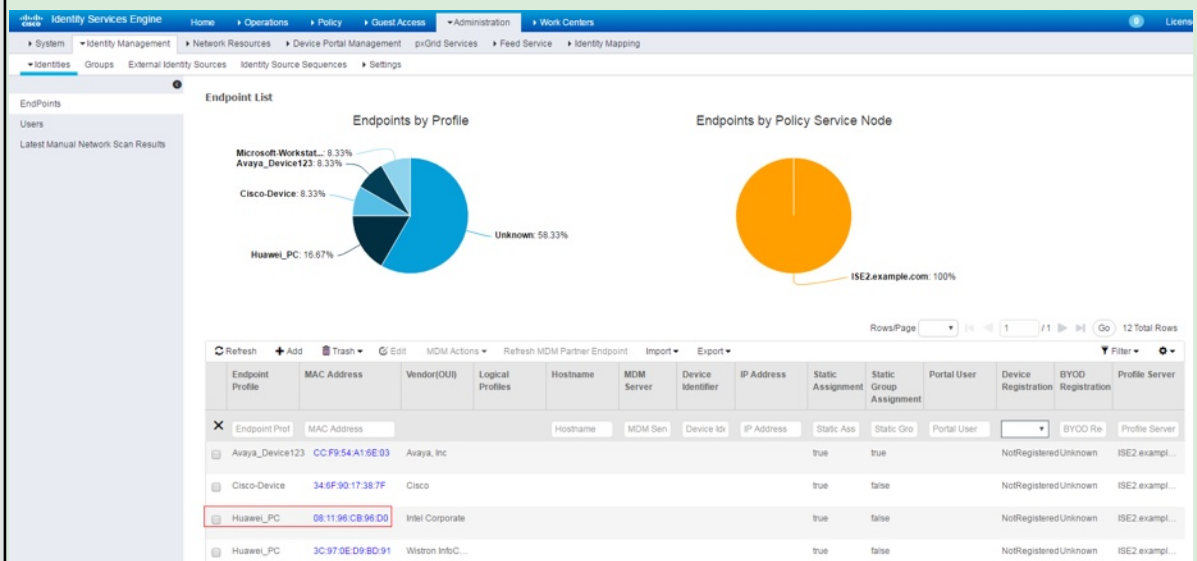 cisco Identity Services Engine Home Operations Policy Guest Access Administration Work Centers 0 Licens
System Identity Management Network Resources Device Portal Management pxGrid Services Feed Service Identity Mapping
Identities Groups External Identity Sources Identity Source Sequences Settings
EndPoints
Users
Latest Manual Network Scan Results
Endpoint List
Endpoints by Profile
Microsoft-Workstat...: 8.33%
Avaya_Device123: 8.33%
Cisco-Device: 8.33%
Huawei_PC: 16.67%
Unknown: 58.33%
Endpoints by Policy Service Node
ISE2.example.com: 100%
Rows/Page 1 /1 Go 12 Total Rows
Refresh Add Trash Edit MDM Actions Refresh MDM Partner Endpoint Import Export Filter
Endpoint Profile MAC Address Vendor(OUI) Logical Profiles Hostname MDM Server Device Identifier IP Address Static Assignment Static Group Assignment Portal User Device Registration BYOD Registration Profile Server
Endpoint Prof MAC Address Hostname MDM Sen Device Ide IP Address Static Ass Static Gro Portal User BYOD Re Profile Server
Avaya_Device123 CC:F9:54:A1:6E:03 Avaya, Inc true true NotRegistered Unknown ISE2.exampl...
Cisco-Device 34:6F:90:17:38:7F Cisco true false NotRegistered Unknown ISE2.exampl...
Huawei_PC 08:11:96:CB:96:D0 Intel Corporate true false NotRegistered Unknown ISE2.exampl...
Huawei_PC 3C:97:0E:D9:BD:91 Wistron InfoC... true false NotRegistered Unknown ISE2.exampl...